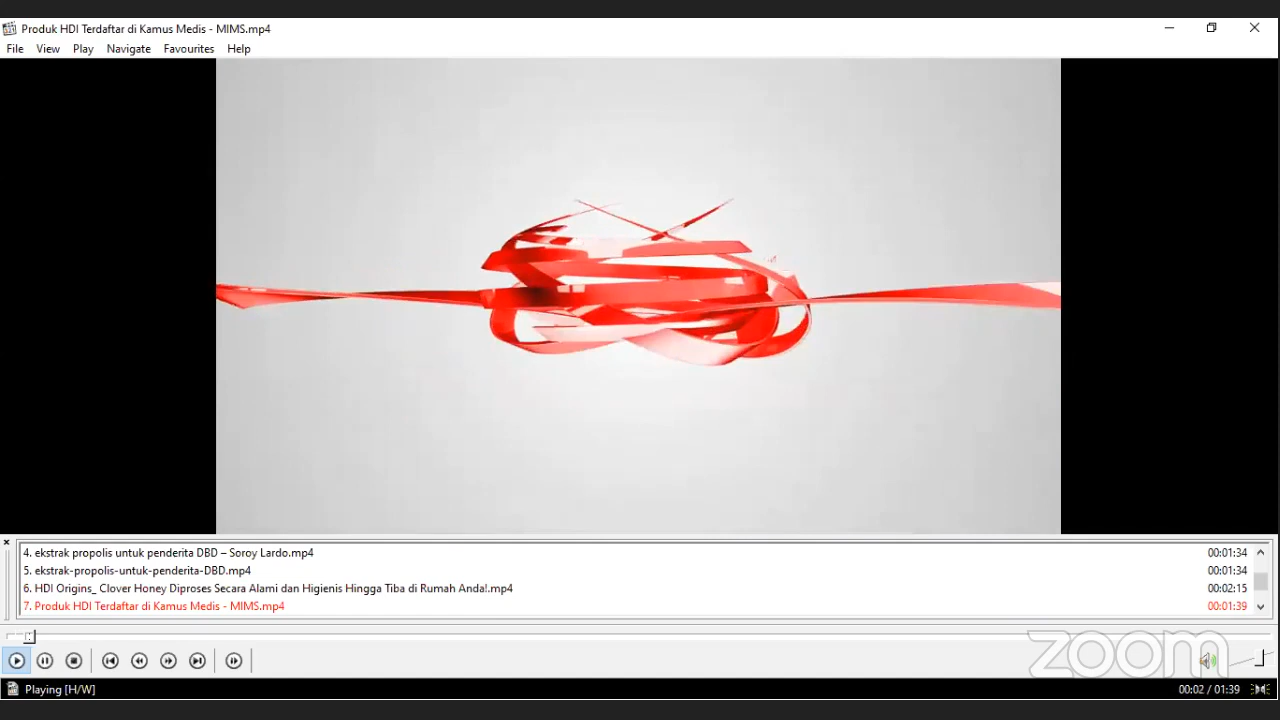 Produk HDI Terdaftar di Kamus Medis - MIMS.mp4
File View Play Navigate Favourites Help
4. ekstrak propolis untuk penderita DBD – Soroy Lardo.mp4 00:01:34
5. ekstrak-propolis-untuk-penderita-DBD.mp4 00:01:34
6. HDI Origins_ Clover Honey Diproses Secara Alami dan Higienis Hingga Tiba di Rumah Anda!.mp4 00:02:15
7. Produk HDI Terdaftar di Kamus Medis - MIMS.mp4 00:01:39
zoom
Playing [H/W] 00:02 / 01:39